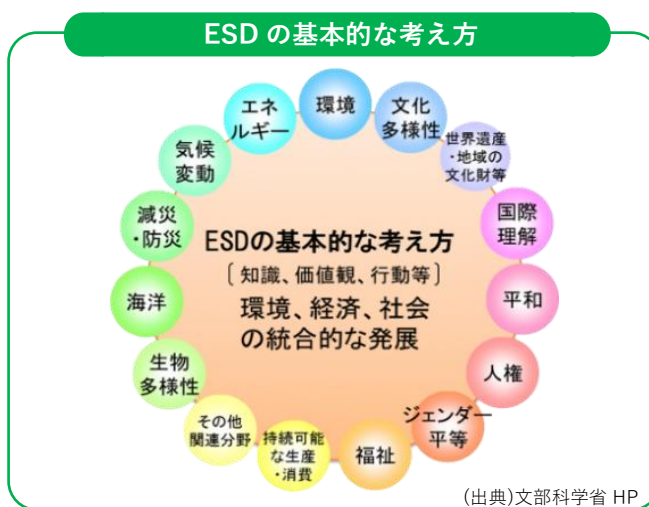 ESD の基本的な考え方
環境
文化
多様性
世界遺産
・地域の
文化財等
国際
理解
平和
人権
ジェンダー
平等
福祉
持続可能
な生産
・消費
その他
関連分野
生物
多様性
海洋
減災
・防災
気候
変動
エネ
ルギー
ESDの基本的な考え方
[知識、価値観、行動等]
環境、経済、社会
の統合的な発展
(出典)文部科学省 HP